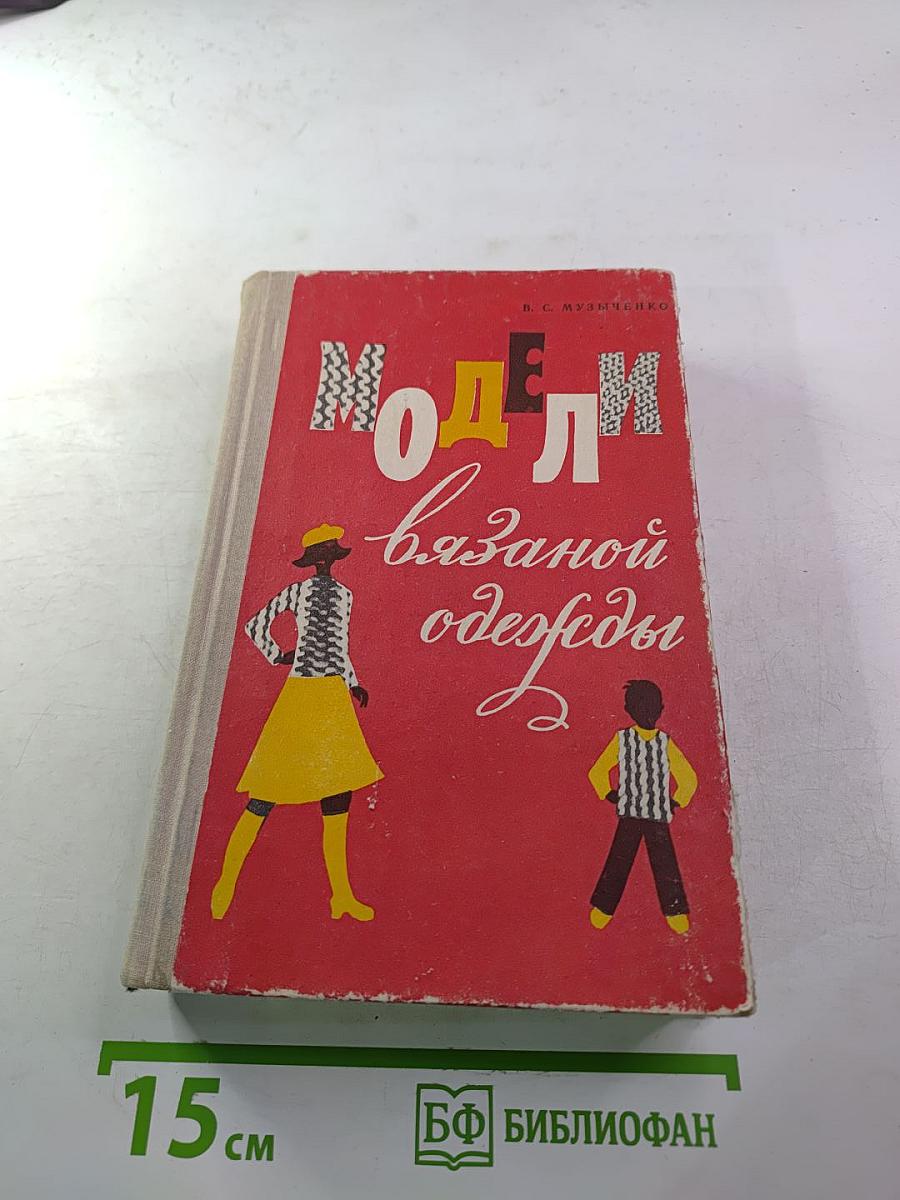 В. С. МУЗЫЧЕНКО
МОДЕЛИ
вязаной
одежды
15 см
БФ БИБЛИОФАН